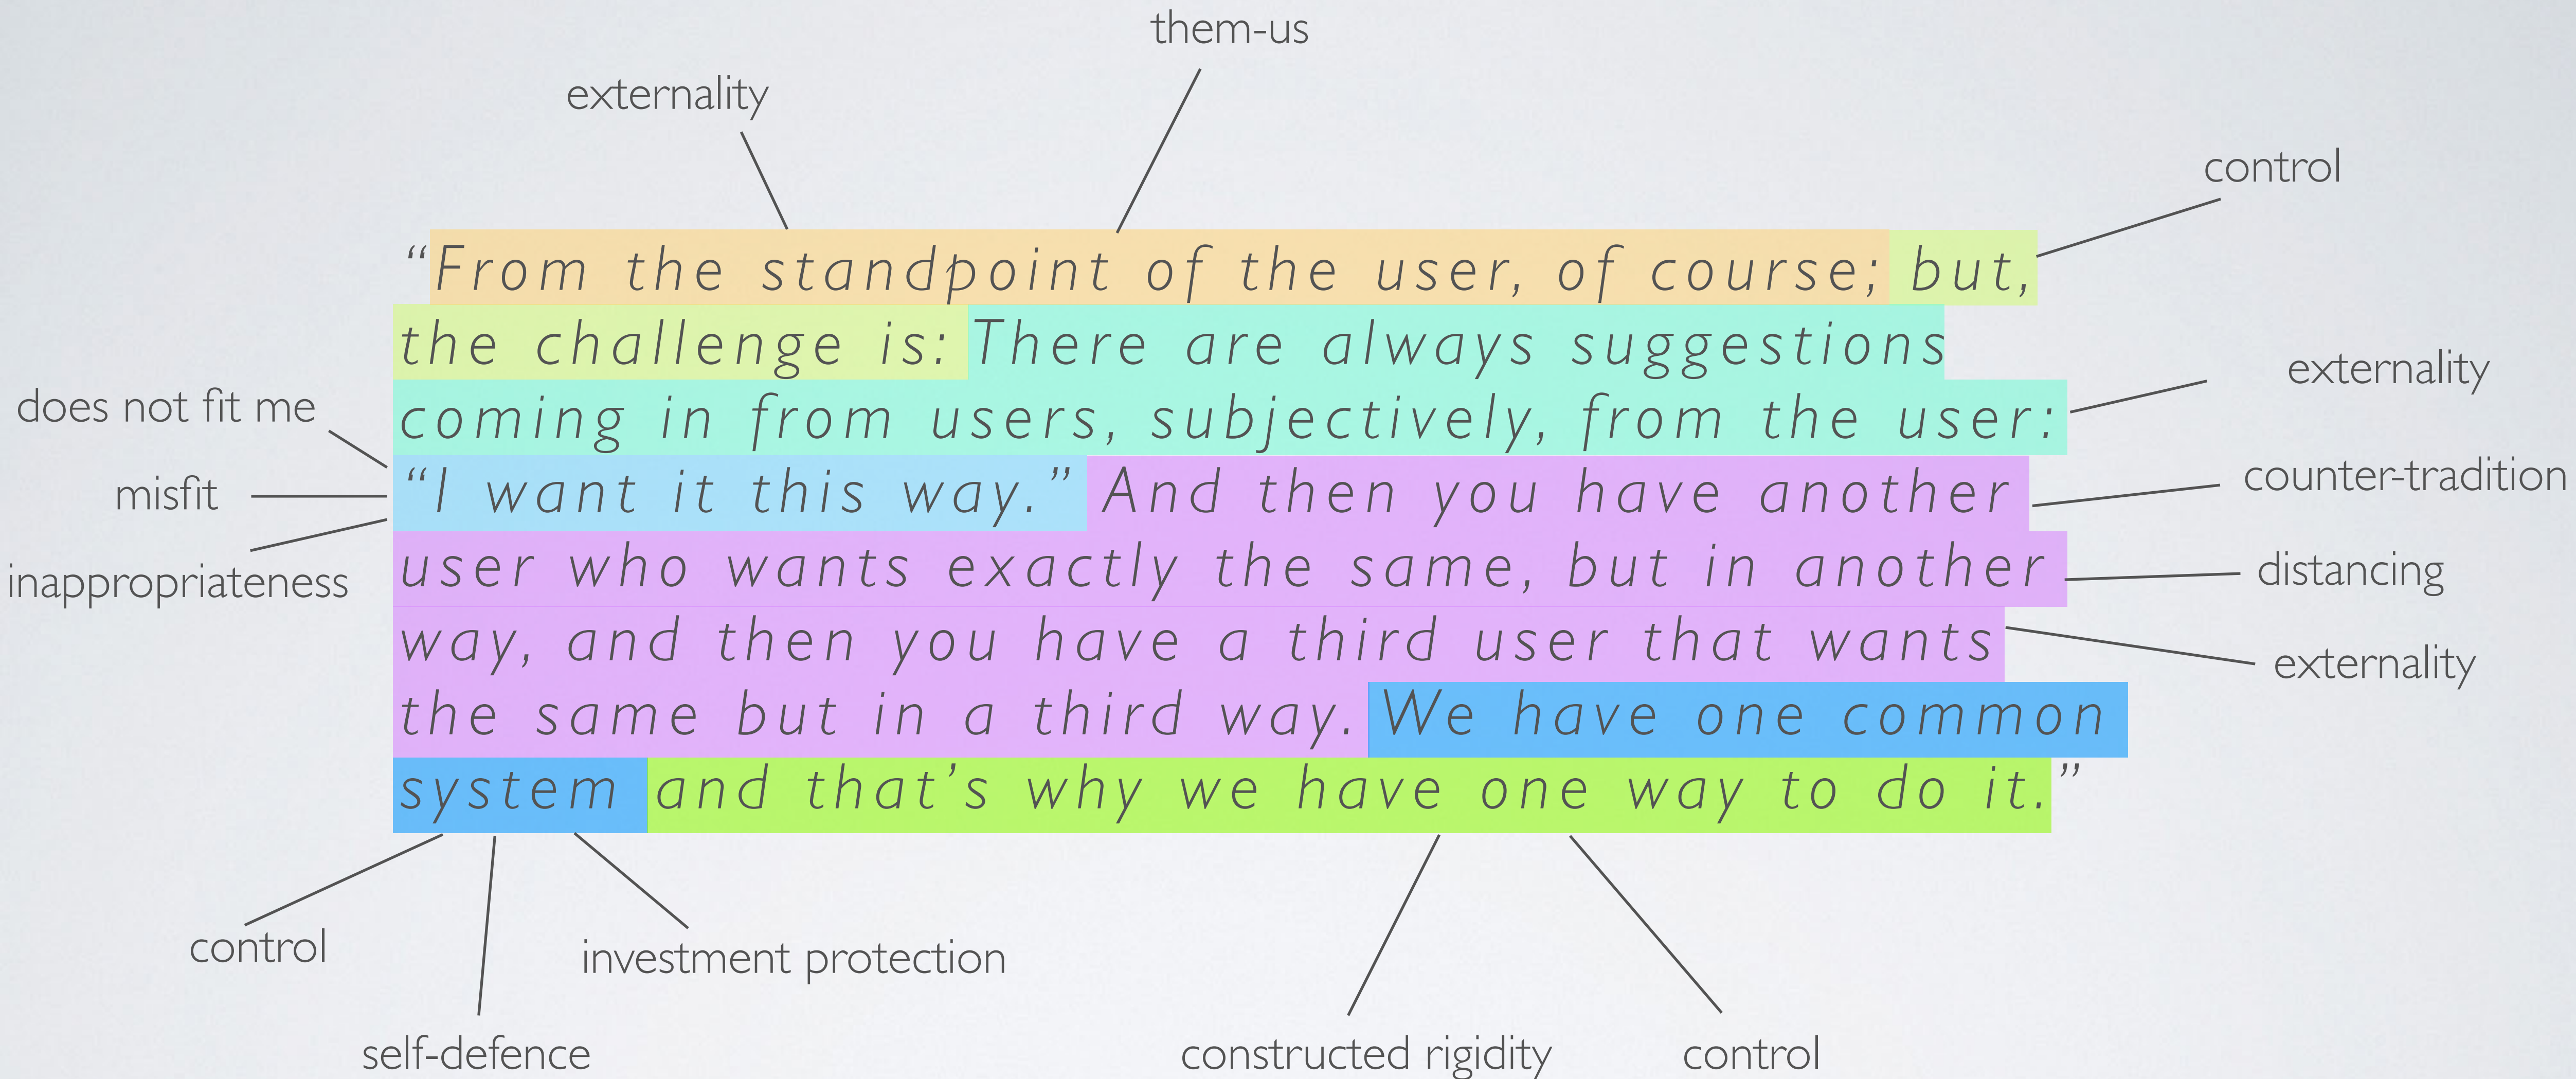 them-us
externality
control
“From the standpoint of the user, of course; but,
the challenge is: There are always suggestions
coming in from users, subjectively, from the user:
“I want it this way.” And then you have another
user who wants exactly the same, but in another
way, and then you have a third user that wants
the same but in a third way. We have one common
system and that’s why we have one way to do it.”
does not fit me
misfit
inappropriateness
externality
counter-tradition
distancing
externality
control
investment protection
self-defence
constructed rigidity
control